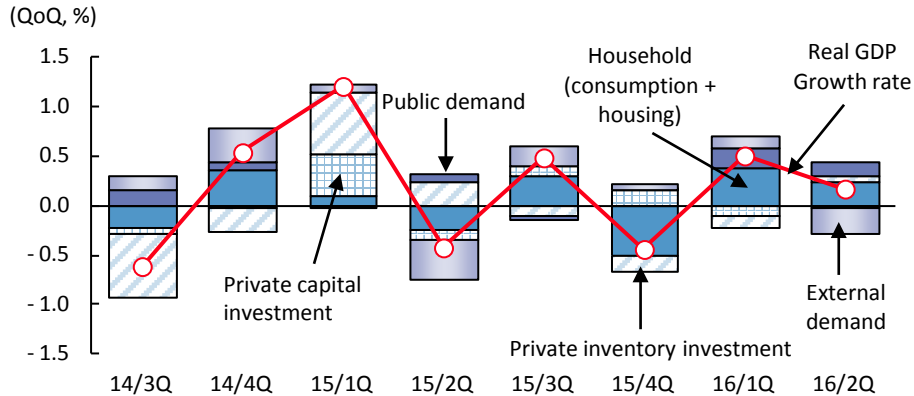 (QoQ, %)
1.5
1.0
0.5
0.0
- 0.5
- 1.0
- 1.5
Public demand
Household
(consumption +
housing)
Real GDP
Growth rate
Private capital
investment
Private inventory investment
External
demand
14/3Q 14/4Q 15/1Q 15/2Q 15/3Q 15/4Q 16/1Q 16/2Q